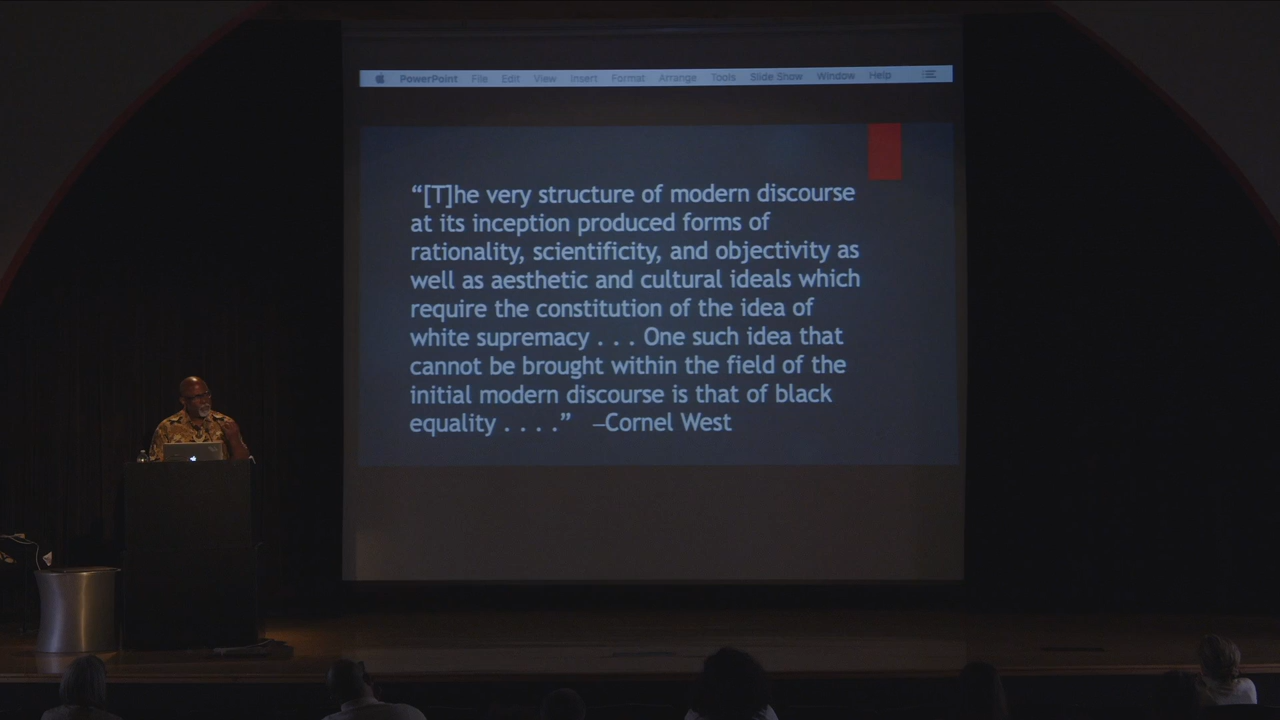 PowerPoint File Edit View Insert Format Arrange Tools Slide Show Window Help
“[T]he very structure of modern discourse
at its inception produced forms of
rationality, scientificity, and objectivity as
well as aesthetic and cultural ideals which
require the constitution of the idea of
white supremacy . . . One such idea that
cannot be brought within the field of the
initial modern discourse is that of black
equality . . . .” —Cornel West